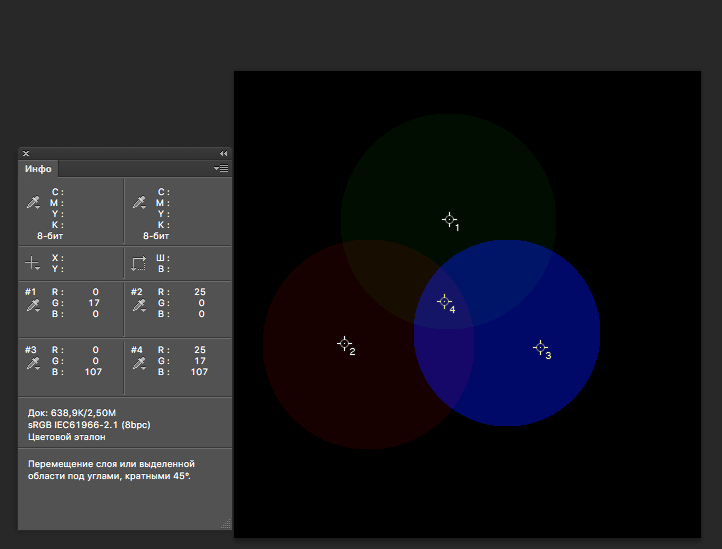 Инфо
C :
M :
Y :
K :
8-бит
C :
M :
Y :
K :
8-бит
X :
Y :
Ш :
В :
#1 R : 0
G : 17
B : 0
#2 R : 25
G : 0
B : 0
#3 R : 0
G : 0
B : 107
#4 R : 25
G : 17
B : 107
Док: 638,9K/2,50M
sRGB IEC61966-2.1 (8bpc)
Цветовой эталон
Перемещение слоя или выделенной
области под углами, кратными 45°.
1
4
2
3